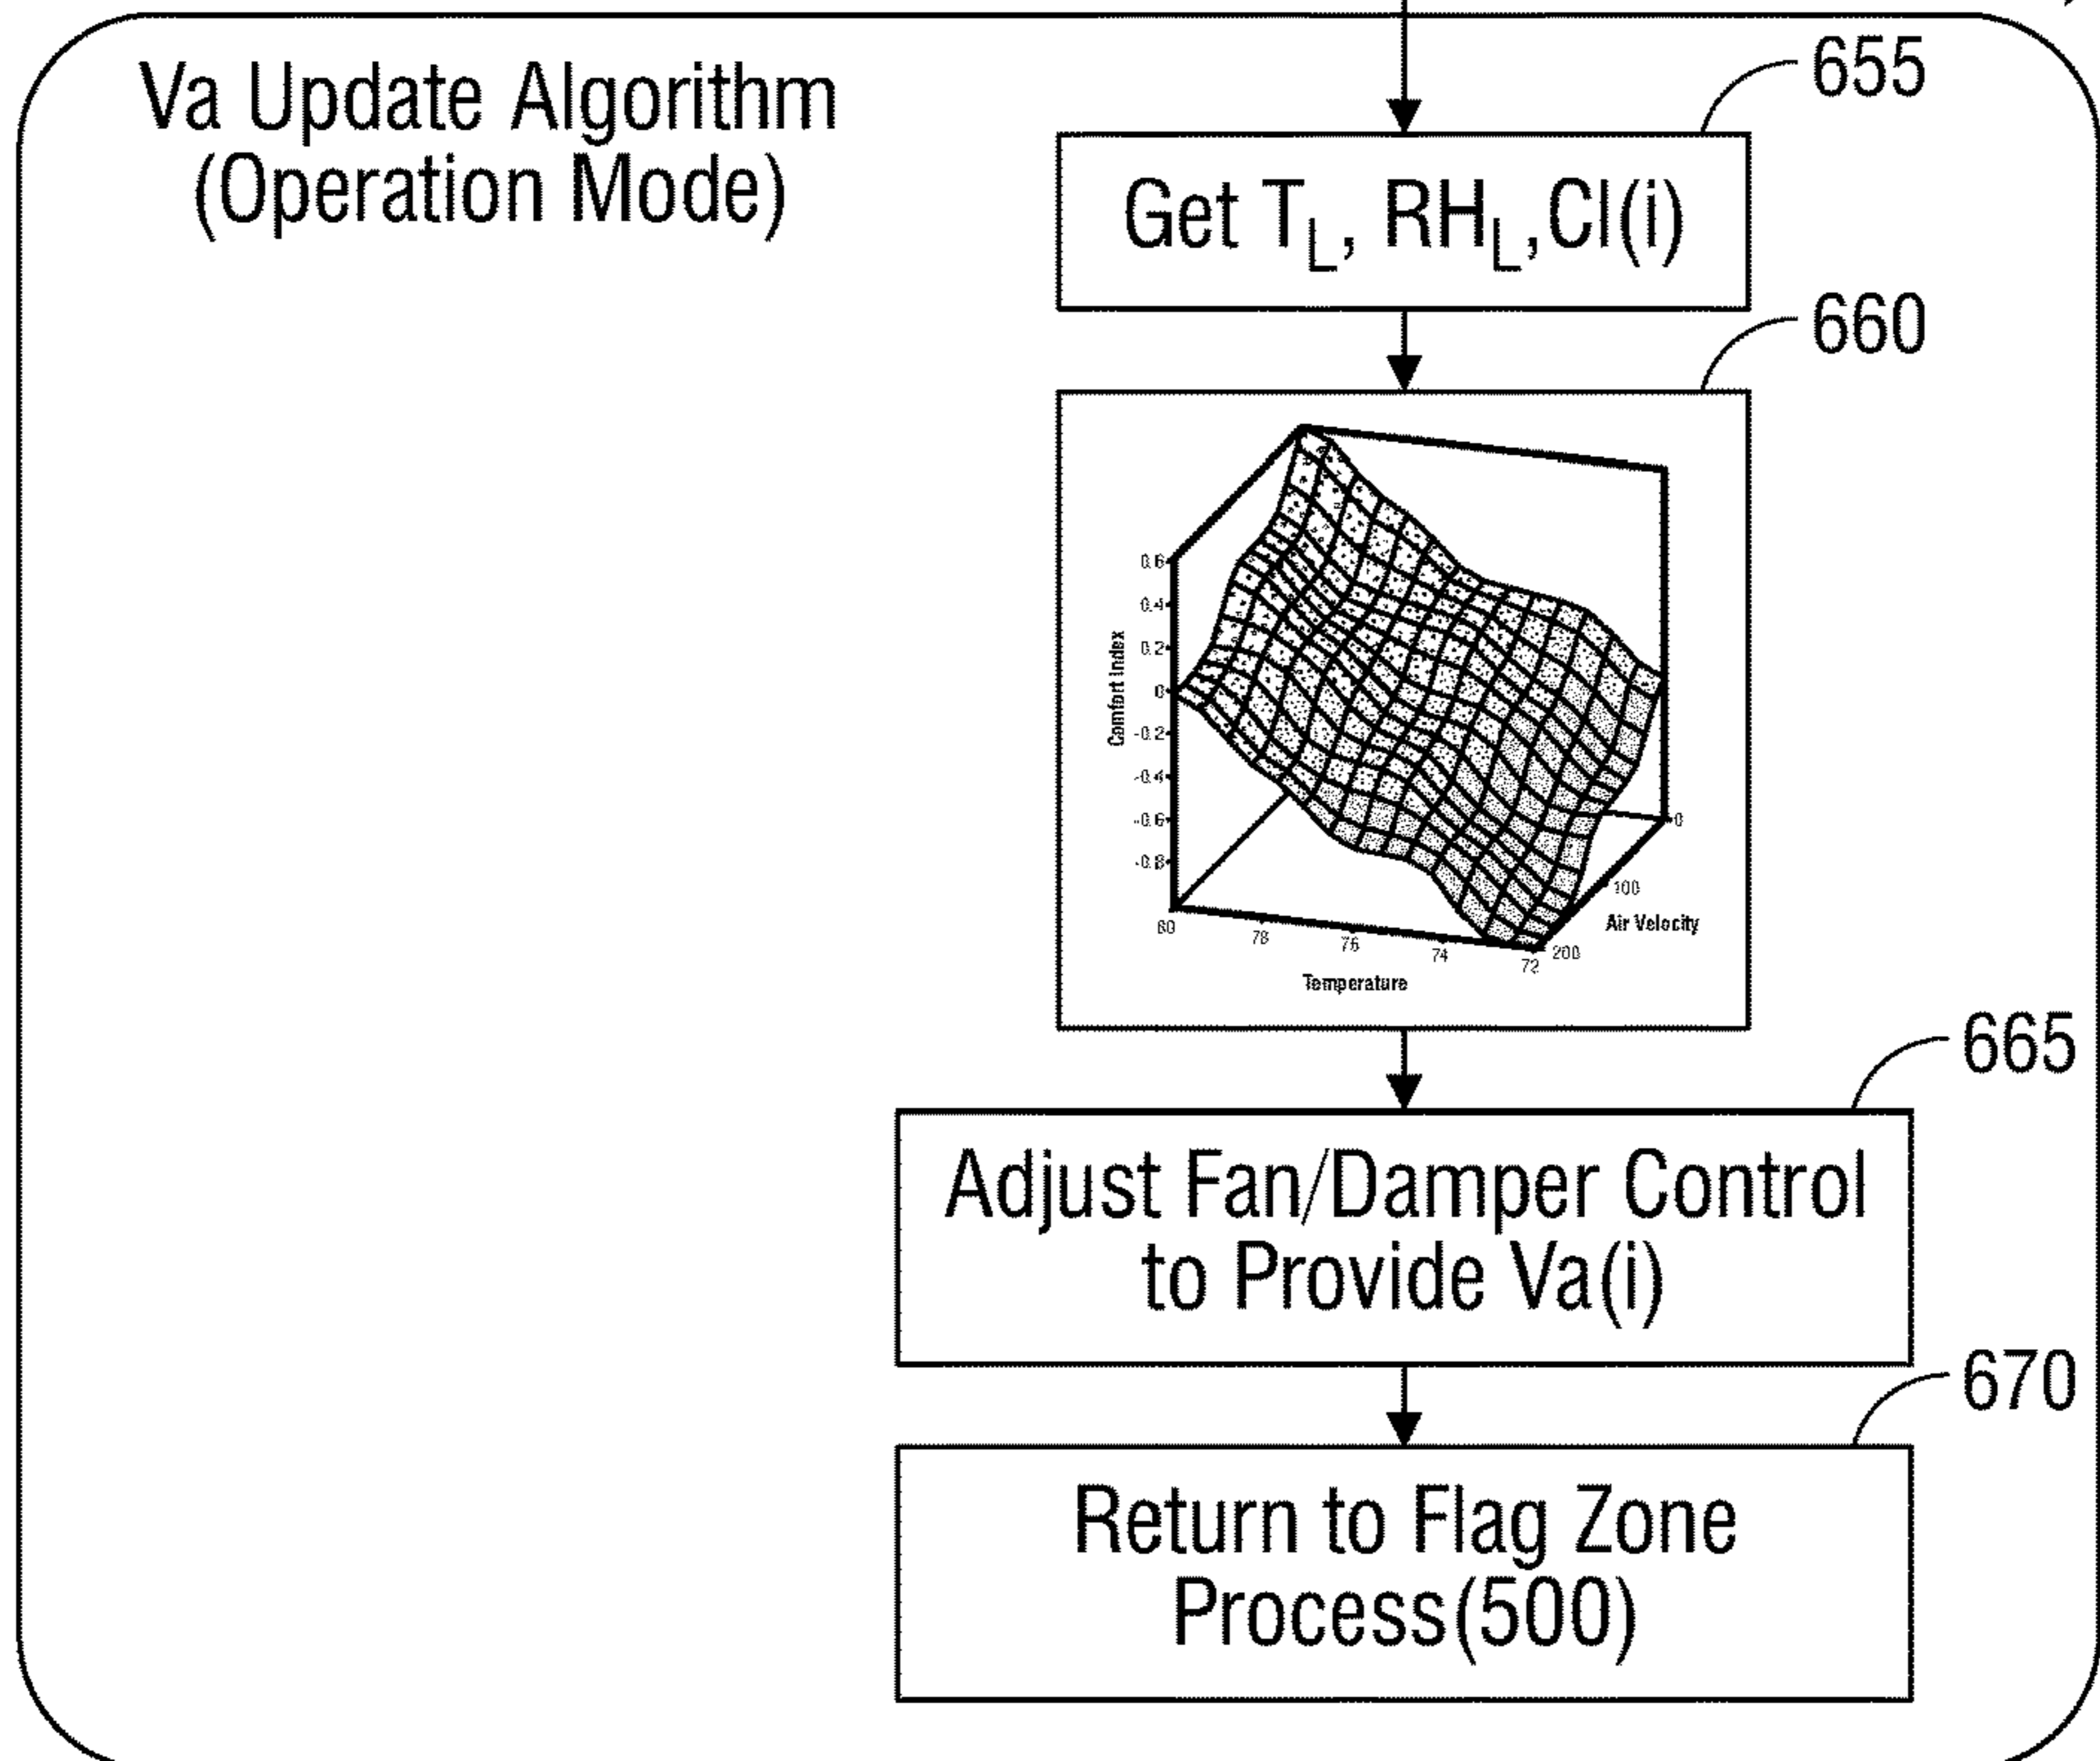 Va Update Algorithm
(Operation Mode)
655
Get TL, RHL,CI(i)
660
0.6
0.4
0.2
0
-0.2
-0.4
-0.6
-0.8
Comfort Index
80
78
76
74
72
Temperature
0
100
200
Air Velocity
665
Adjust Fan/Damper Control
to Provide Va(i)
670
Return to Flag Zone
Process(500)